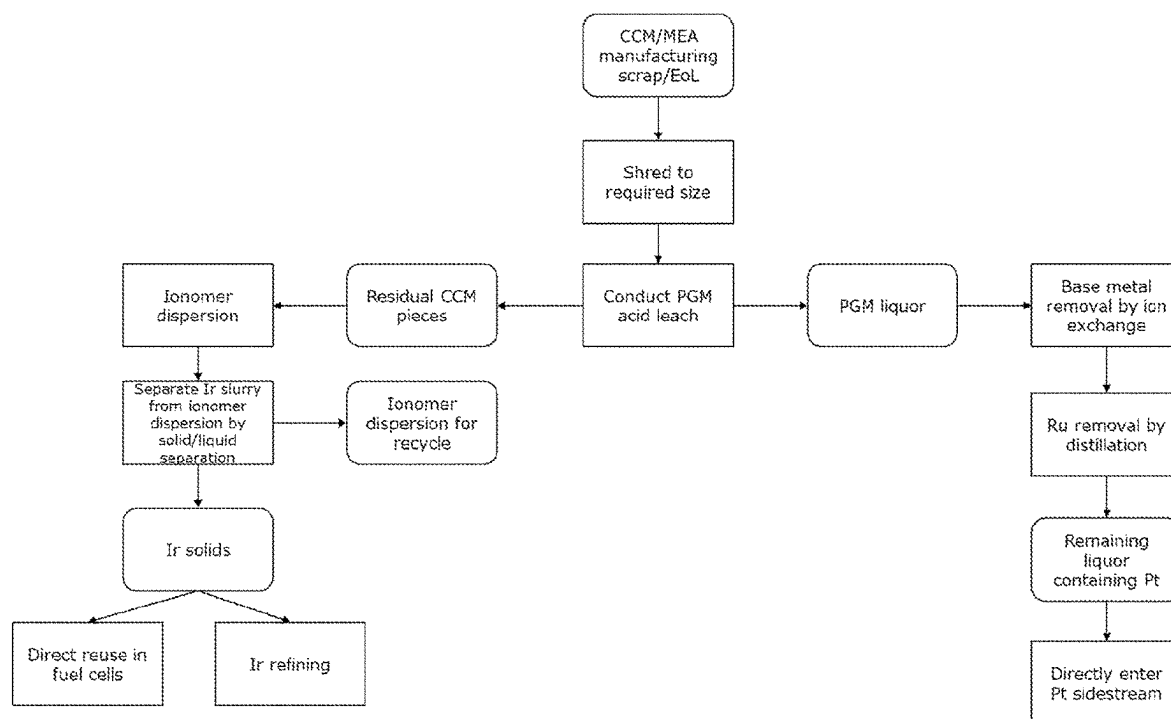 CCM/MEA
manufacturing
scrap/EoL
Shred to
required size
Ionomer
dispersion
Residual CCM
pieces
Conduct PGM
acid leach
PGM liquor
Base metal
removal by ion
exchange
Separate Ir slurry
from ionomer
dispersion by
solid/liquid
separation
Ionomer
dispersion for
recycle
Ru removal by
distillation
Ir solids
Remaining
liquor
containing Pt
Direct reuse in
fuel cells
Ir refining
Directly enter
Pt sidestream